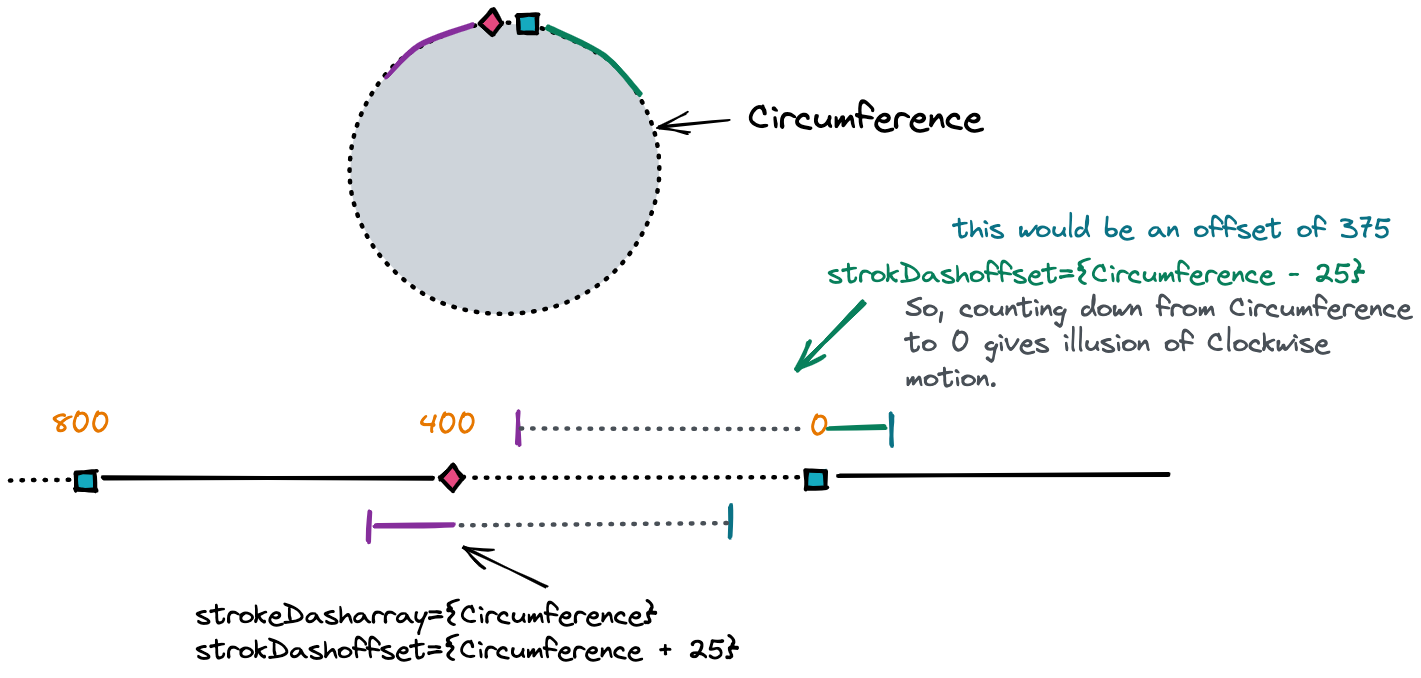 Circumference
this would be an offset of 375
strokDashoffset={Circumference - 25}
So, counting down from Circumference
to 0 gives illusion of Clockwise
motion.
800 400 0
strokeDasharray={Circumference}
strokDashoffset={Circumference + 25}